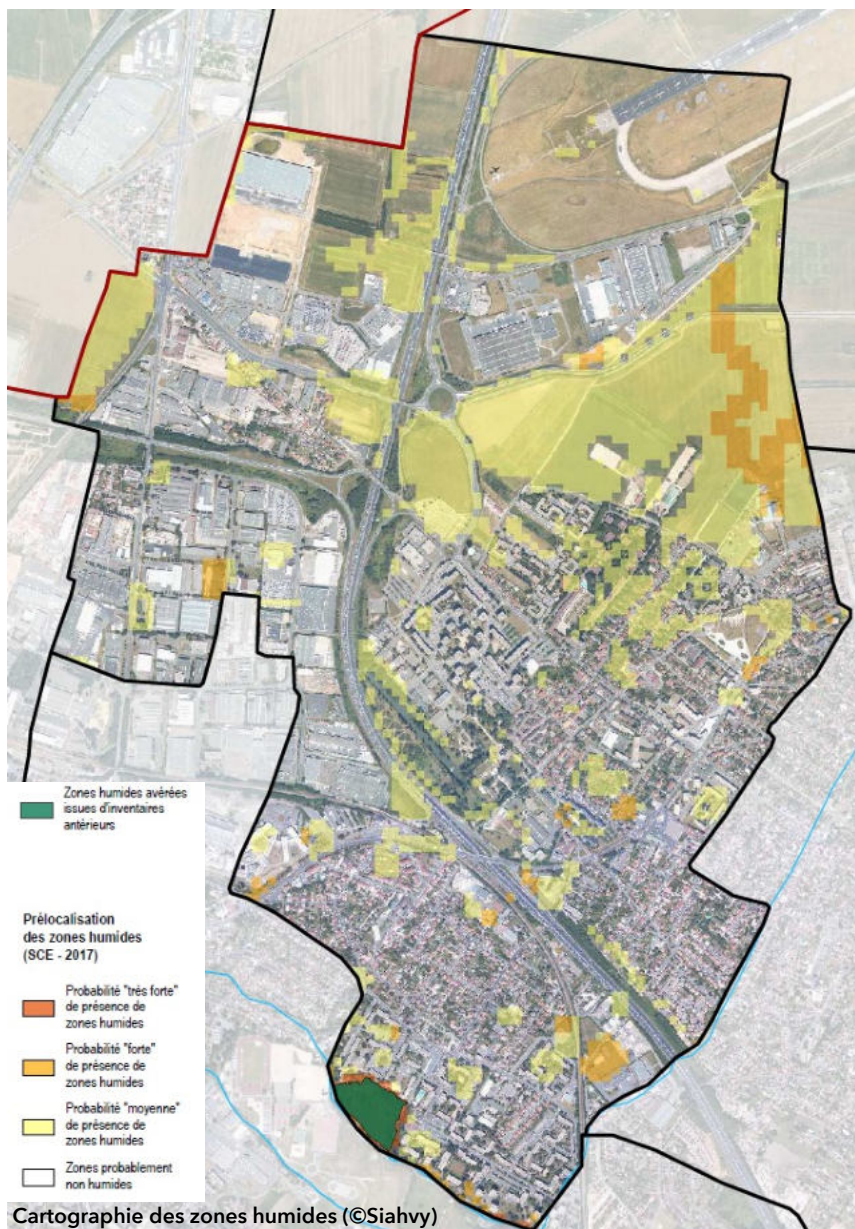 Zones humides avérées
issues d'inventaires
antérieurs
Prélocalisation
des zones humides
(SCE - 2017)
Probabilité "très forte"
de présence de
zones humides
Probabilité "forte"
de présence de
zones humides
Probabilité "moyenne"
de présence de
zones humides
Zones probablement
non humides
Cartographie des zones humides (©Siahvy)